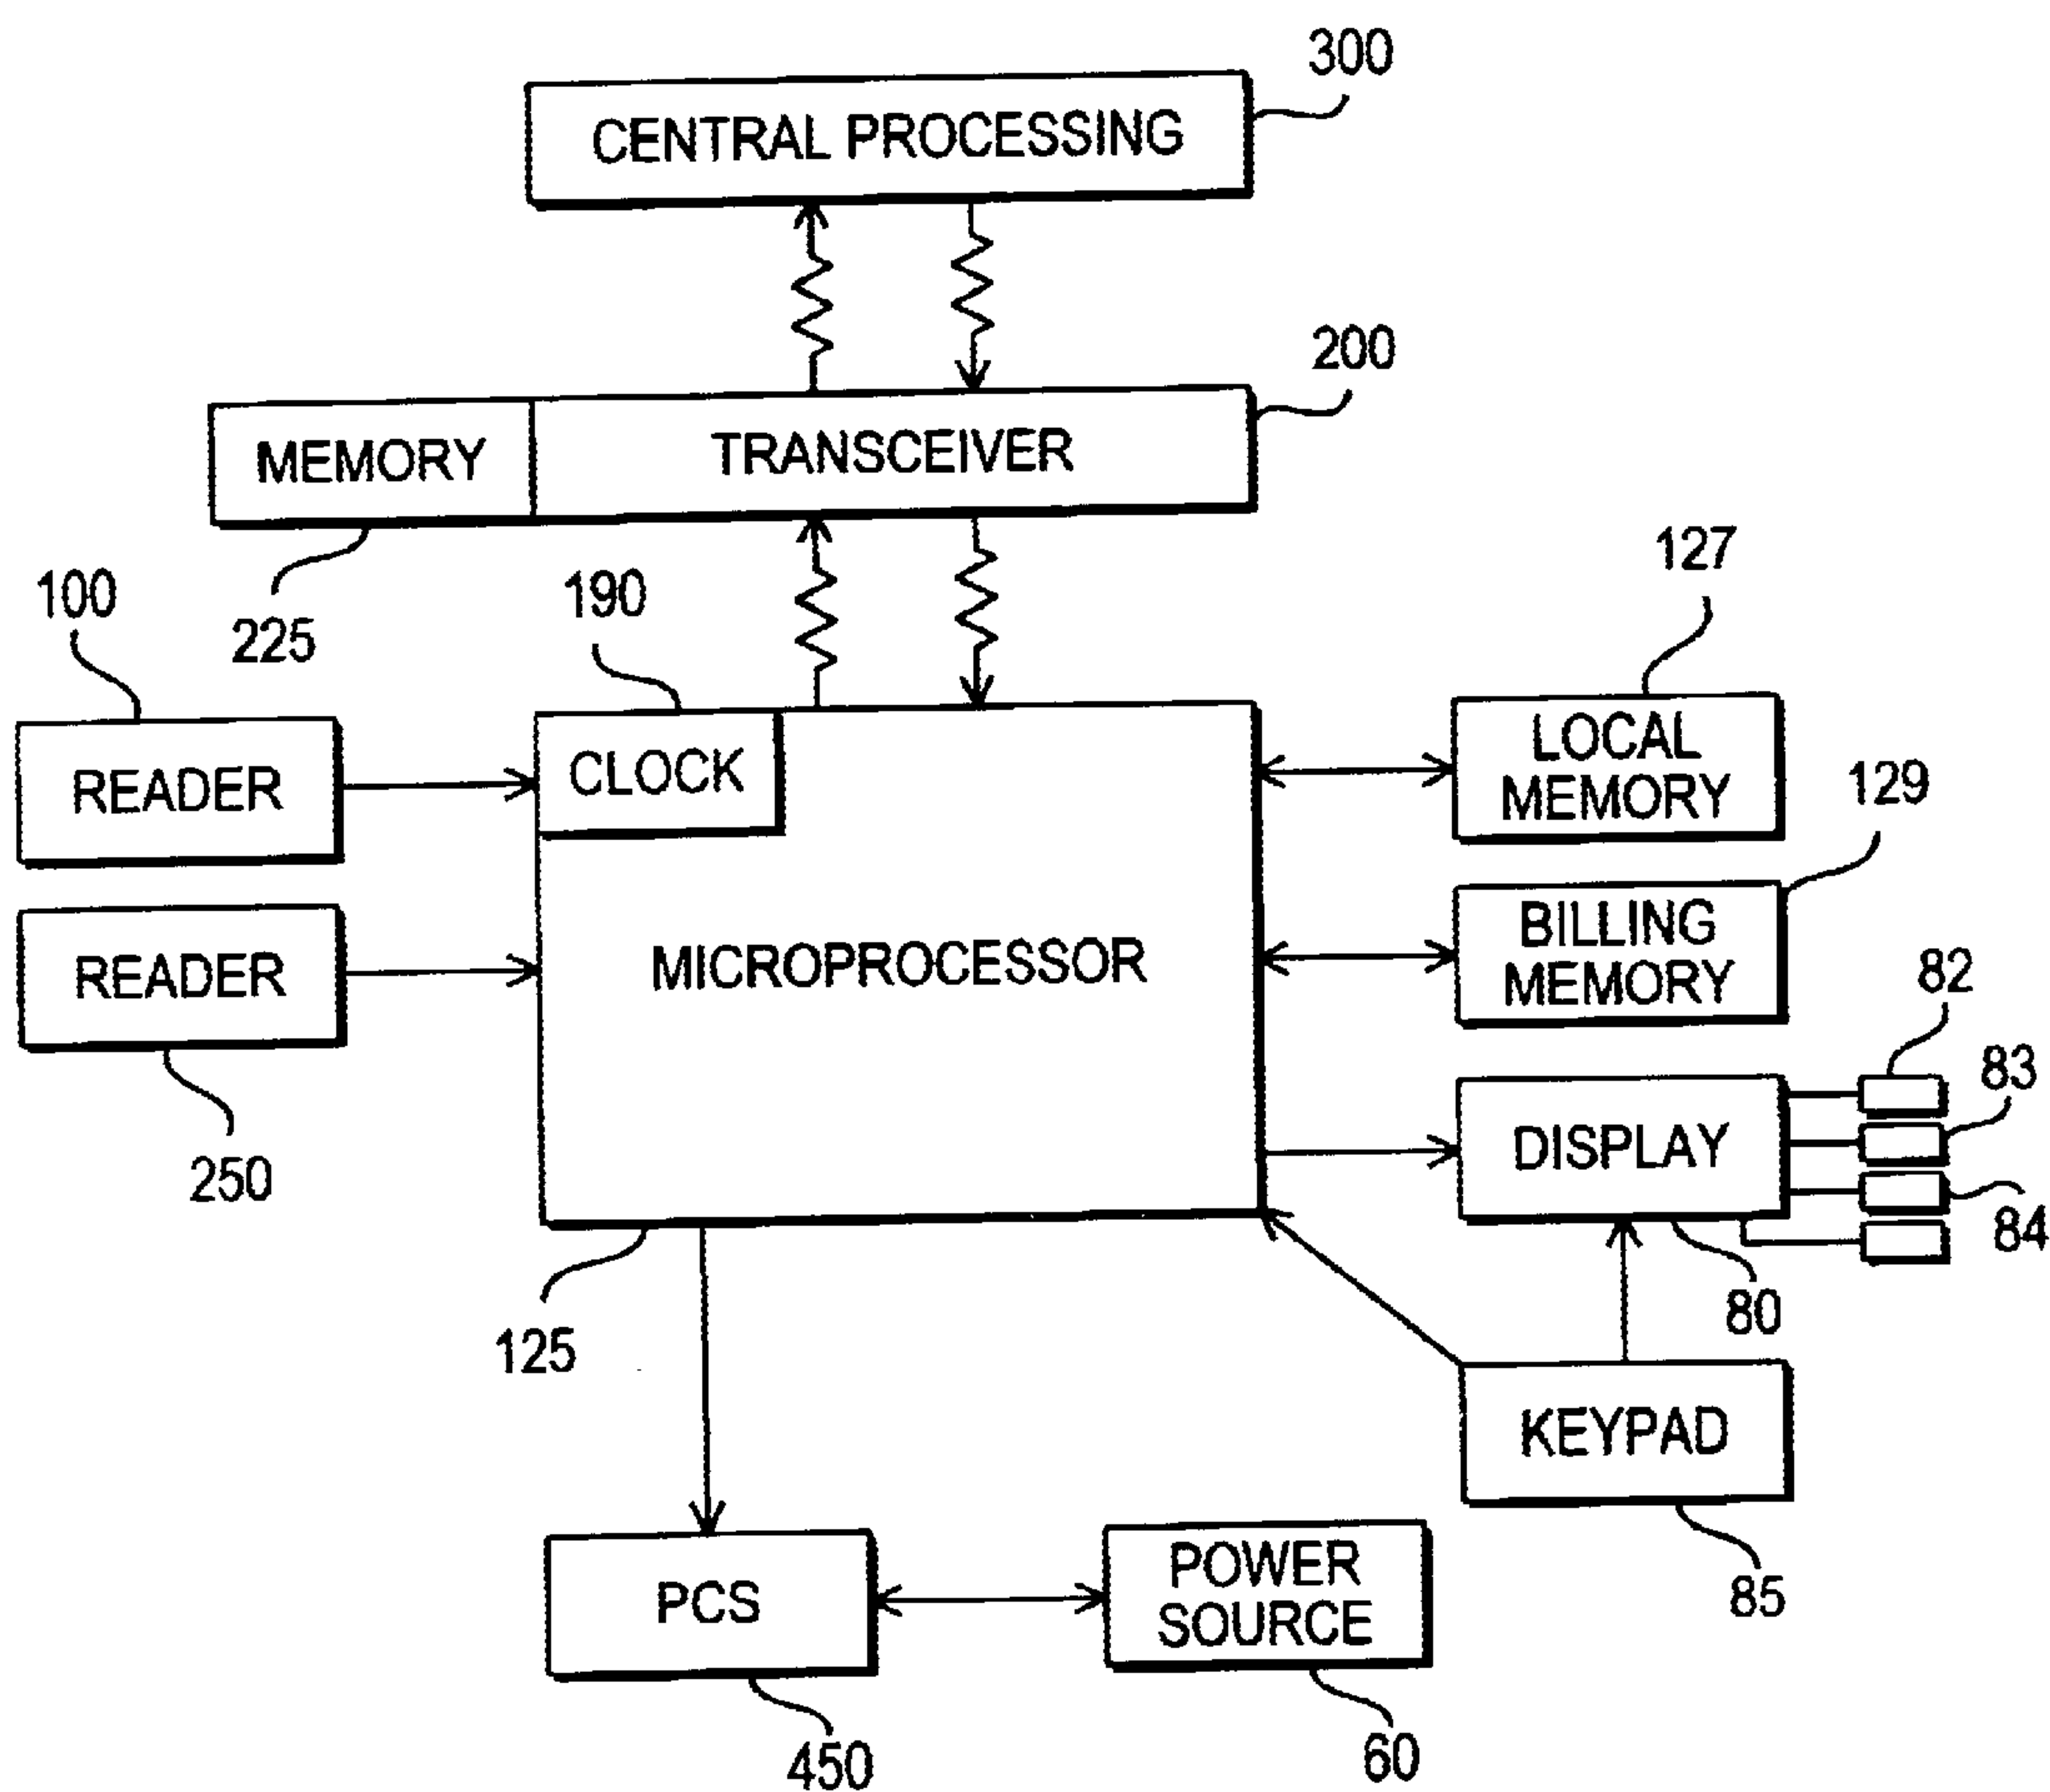 300
CENTRAL PROCESSING
200
MEMORY
TRANSCEIVER
225
100
190
127
READER
CLOCK
LOCAL
MEMORY
129
READER
MICROPROCESSOR
BILLING
MEMORY
82
83
250
DISPLAY
84
80
125
KEYPAD
85
PCS
POWER
SOURCE
450
60